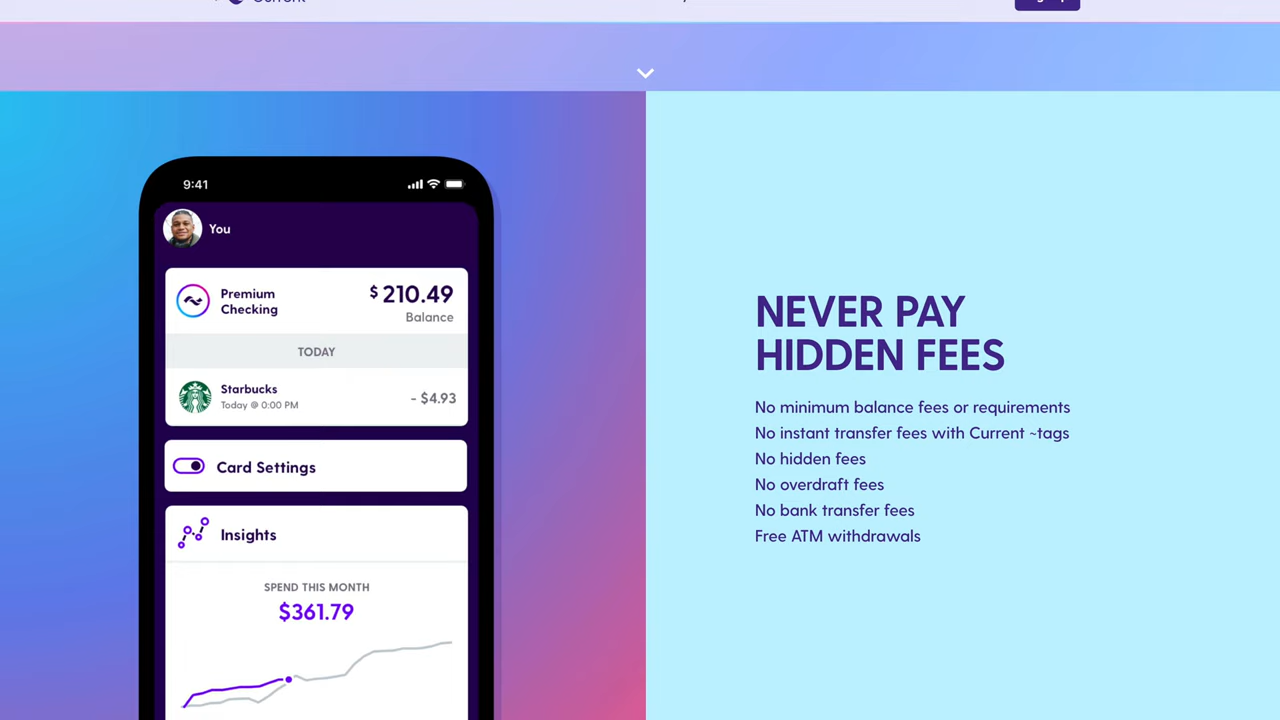 Current
9:41
You
Premium
Checking
$ 210.49
Balance
TODAY
Starbucks
Today @ 0:00 PM
- $4.93
Card Settings
Insights
SPEND THIS MONTH
$361.79
NEVER PAY
HIDDEN FEES
No minimum balance fees or requirements
No instant transfer fees with Current ~tags
No hidden fees
No overdraft fees
No bank transfer fees
Free ATM withdrawals